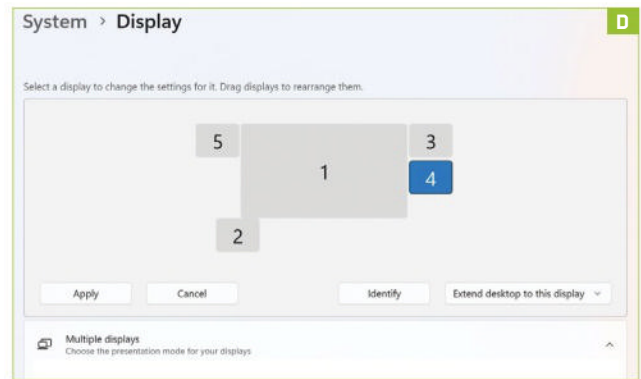 System > Display
D
Select a display to change the settings for it. Drag displays to rearrange them.
5
1
3
4
2
Apply
Cancel
Identify
Extend desktop to this display
Multiple displays
Choose the presentation mode for your displays